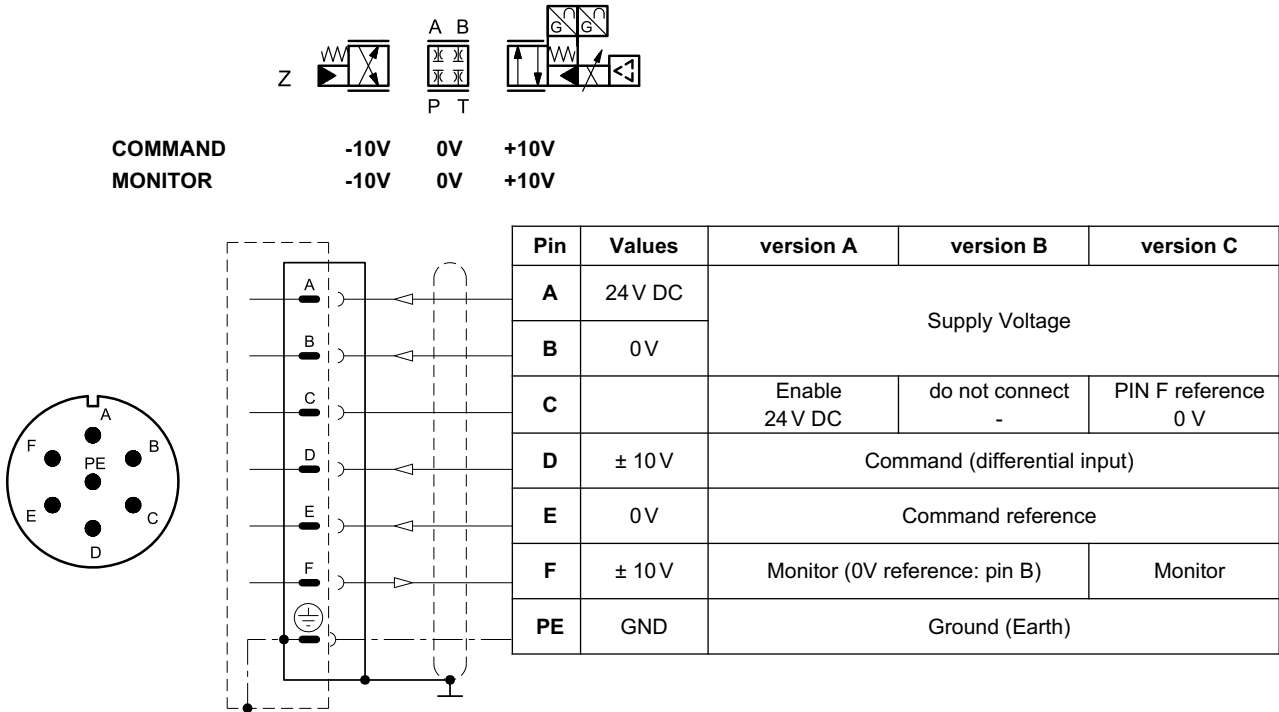 G G
A B
Z
P T
COMMAND -10V 0V +10V
MONITOR -10V 0V +10V
Pin Values version A version B version C
A 24 V DC Supply Voltage
B 0 V
C Enable 24 V DC do not connect - PIN F reference 0 V
D ± 10 V Command (differential input)
E 0 V Command reference
F ± 10 V Monitor (0V reference: pin B) Monitor
PE GND Ground (Earth)
A
B
C
D
E
F
A
F B
PE
E C
D